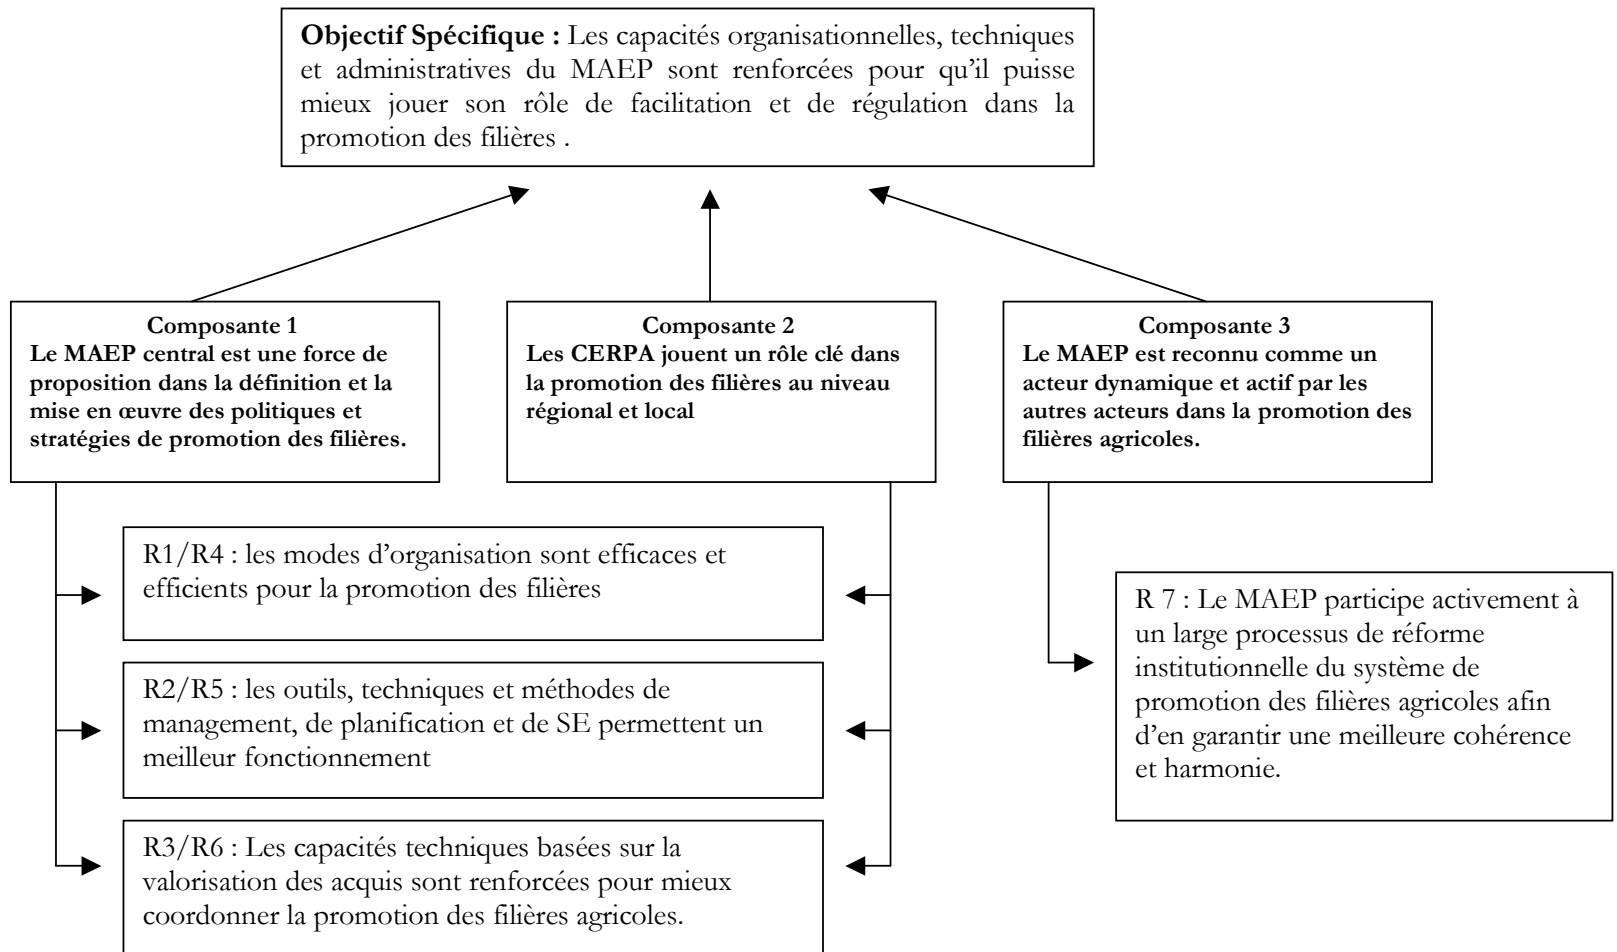 Objectif Spécifique : Les capacités organisationnelles, techniques
et administratives du MAEP sont renforcées pour qu’il puisse
mieux jouer son rôle de facilitation et de régulation dans la
promotion des filières .
Composante 1
Le MAEP central est une force de
proposition dans la définition et la
mise en œuvre des politiques et
stratégies de promotion des filières.
Composante 2
Les CERPA jouent un rôle clé dans
la promotion des filières au niveau
régional et local
Composante 3
Le MAEP est reconnu comme un
acteur dynamique et actif par les
autres acteurs dans la promotion des
filières agricoles.
R1/R4 : les modes d’organisation sont efficaces et
efficients pour la promotion des filières
R2/R5 : les outils, techniques et méthodes de
management, de planification et de SE permettent un
meilleur fonctionnement
R3/R6 : Les capacités techniques basées sur la
valorisation des acquis sont renforcées pour mieux
coordonner la promotion des filières agricoles.
R 7 : Le MAEP participe activement à
un large processus de réforme
institutionnelle du système de
promotion des filières agricoles afin
d’en garantir une meilleure cohérence
et harmonie.